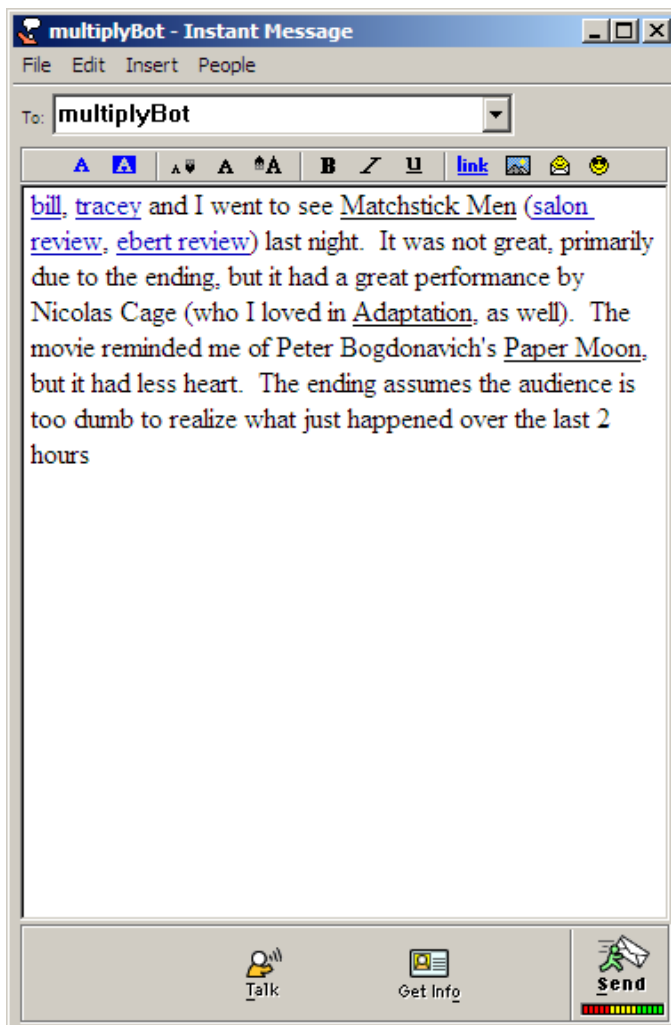 multiplyBot - Instant Message
File Edit Insert People
To: multiplyBot
A A A A A B I U link
bill, tracey and I went to see Matchstick Men (salon
review, ebert review) last night.  It was not great, primarily
due to the ending, but it had a great performance by
Nicolas Cage (who I loved in Adaptation, as well).  The
movie reminded me of Peter Bogdonavich's Paper Moon,
but it had less heart.  The ending assumes the audience is
too dumb to realize what just happened over the last 2
hours
Talk Get Info Send